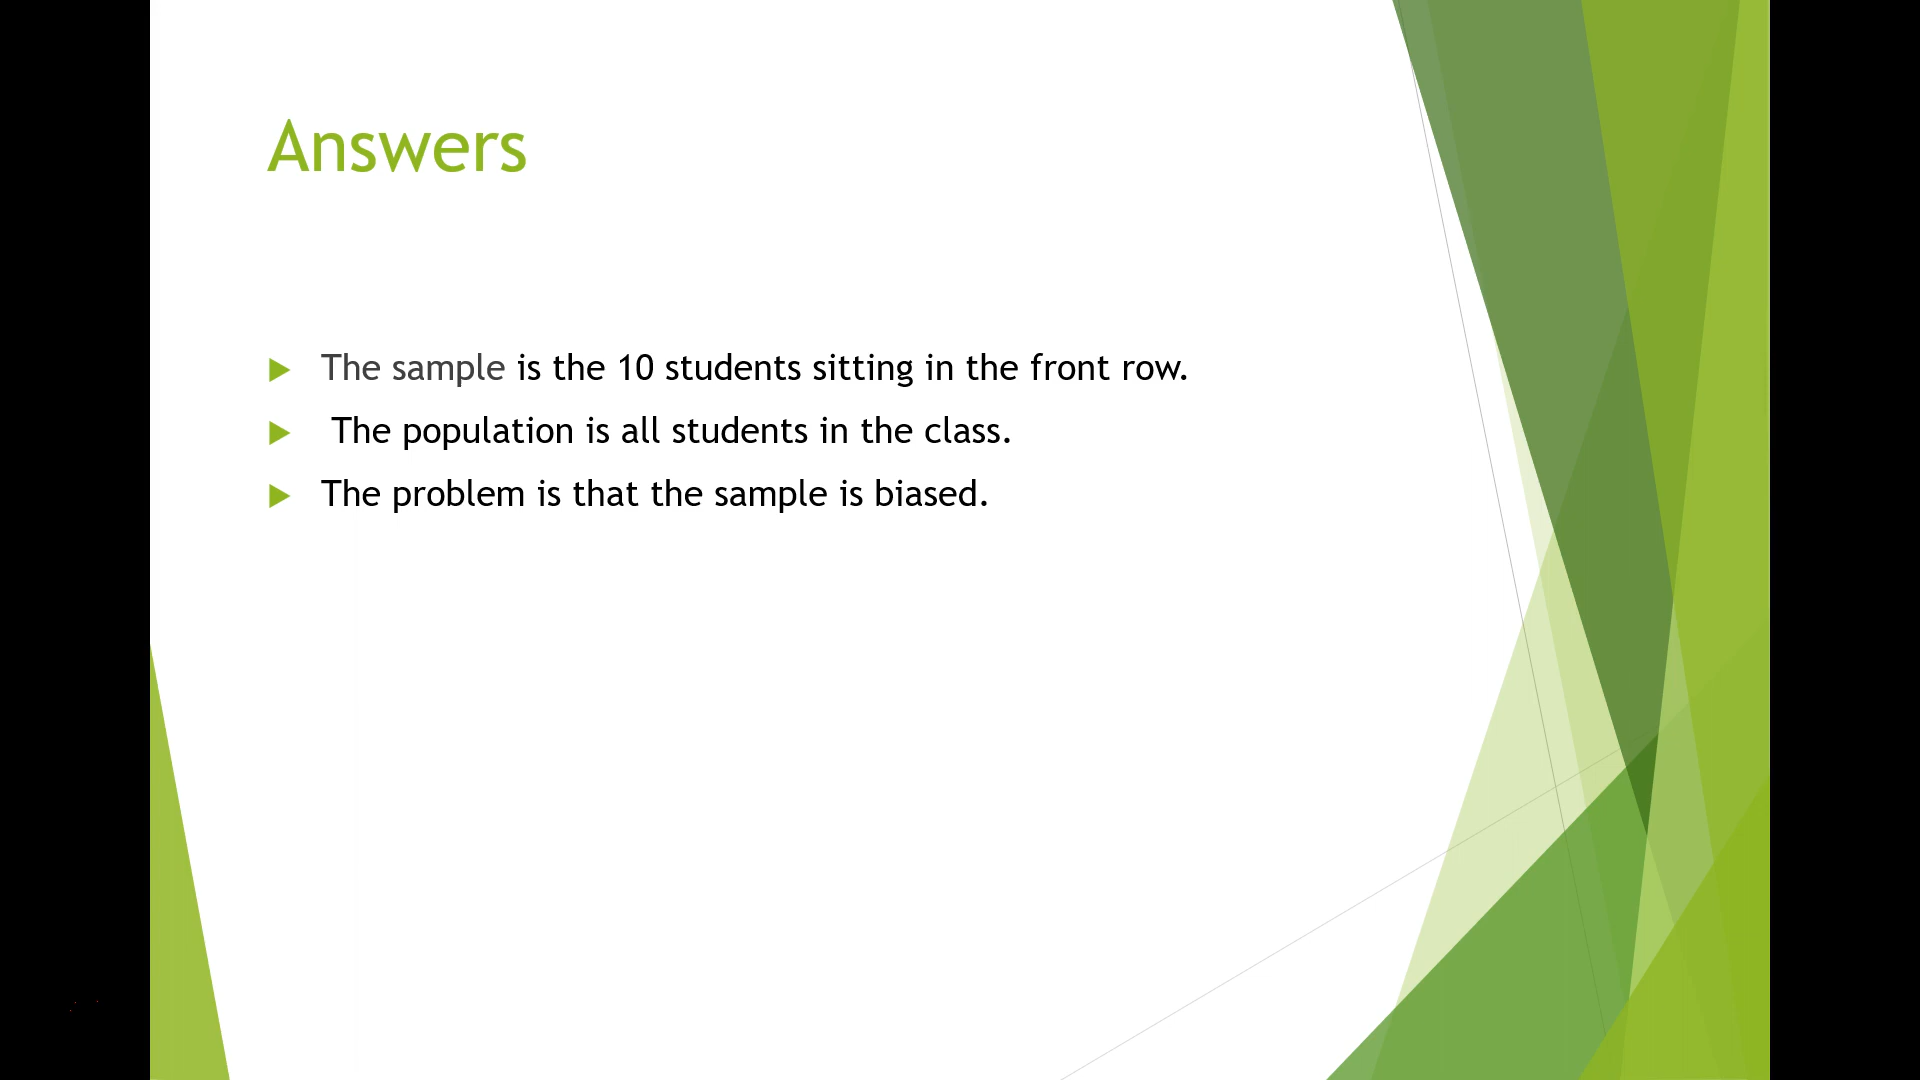 Answers
The sample is the 10 students sitting in the front row.
The population is all students in the class.
The problem is that the sample is biased.